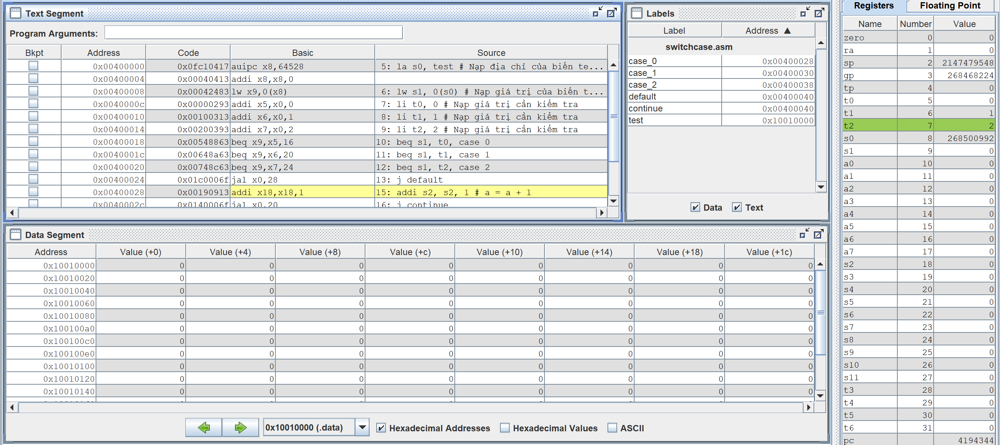 Text Segment
Program Arguments:
Bkpt Address Code Basic Source
0x00400000 0x0fc10417 auipc x8,64528 5: la s0, test # Nạp địa chỉ của biến te...
0x00400004 0x00040413 addi x8,x8,0
0x00400008 0x00042483 lw x9,0(x8) 6: lw s1, 0(s0) # Nạp giá trị của biến t...
0x0040000c 0x00000293 addi x5,x0,0 7: li t0, 0 # Nạp giá trị cần kiểm tra
0x00400010 0x00100313 addi x6,x0,1 8: li t1, 1 # Nạp giá trị cần kiểm tra
0x00400014 0x00200393 addi x7,x0,2 9: li t2, 2 # Nạp giá trị cần kiểm tra
0x00400018 0x00548863 beq x9,x5,16 10: beq s1, t0, case 0
0x0040001c 0x00648a63 beq x9,x6,20 11: beq s1, t1, case 1
0x00400020 0x00748c63 beq x9,x7,24 12: beq s1, t2, case 2
0x00400024 0x01c0006f jal x0,28 13: j default
0x00400028 0x00190913 addi x18,x18,1 15: addi s2, s2, 1 # a = a + 1
0x0040002c 0x0140006f jal x0,20 16: j continue
Labels
Label Address ▲
switchcase.asm
case_0 0x00400028
case_1 0x00400030
case_2 0x00400038
default 0x00400040
continue 0x00400040
test 0x10010000
Data Text
Data Segment
Address Value (+0) Value (+4) Value (+8) Value (+c) Value (+10) Value (+14) Value (+18) Value (+1c)
0x10010000 0 0 0 0 0 0 0 0
0x10010020 0 0 0 0 0 0 0 0
0x10010040 0 0 0 0 0 0 0 0
0x10010060 0 0 0 0 0 0 0 0
0x10010080 0 0 0 0 0 0 0 0
0x100100a0 0 0 0 0 0 0 0 0
0x100100c0 0 0 0 0 0 0 0 0
0x100100e0 0 0 0 0 0 0 0 0
0x10010100 0 0 0 0 0 0 0 0
0x10010120 0 0 0 0 0 0 0 0
0x10010140 0 0 0 0 0 0 0 0
0x10010000 (.data) Hexadecimal Addresses Hexadecimal Values ASCII
Registers Floating Point
Name Number Value
zero 0 0
ra 1 0
sp 2 2147479548
gp 3 268468224
tp 4 0
t0 5 0
t1 6 1
t2 7 2
s0 8 268500992
s1 9 0
a0 10 0
a1 11 0
a2 12 0
a3 13 0
a4 14 0
a5 15 0
a6 16 0
a7 17 0
s2 18 0
s3 19 0
s4 20 0
s5 21 0
s6 22 0
s7 23 0
s8 24 0
s9 25 0
s10 26 0
s11 27 0
t3 28 0
t4 29 0
t5 30 0
t6 31 0
pc 4194344